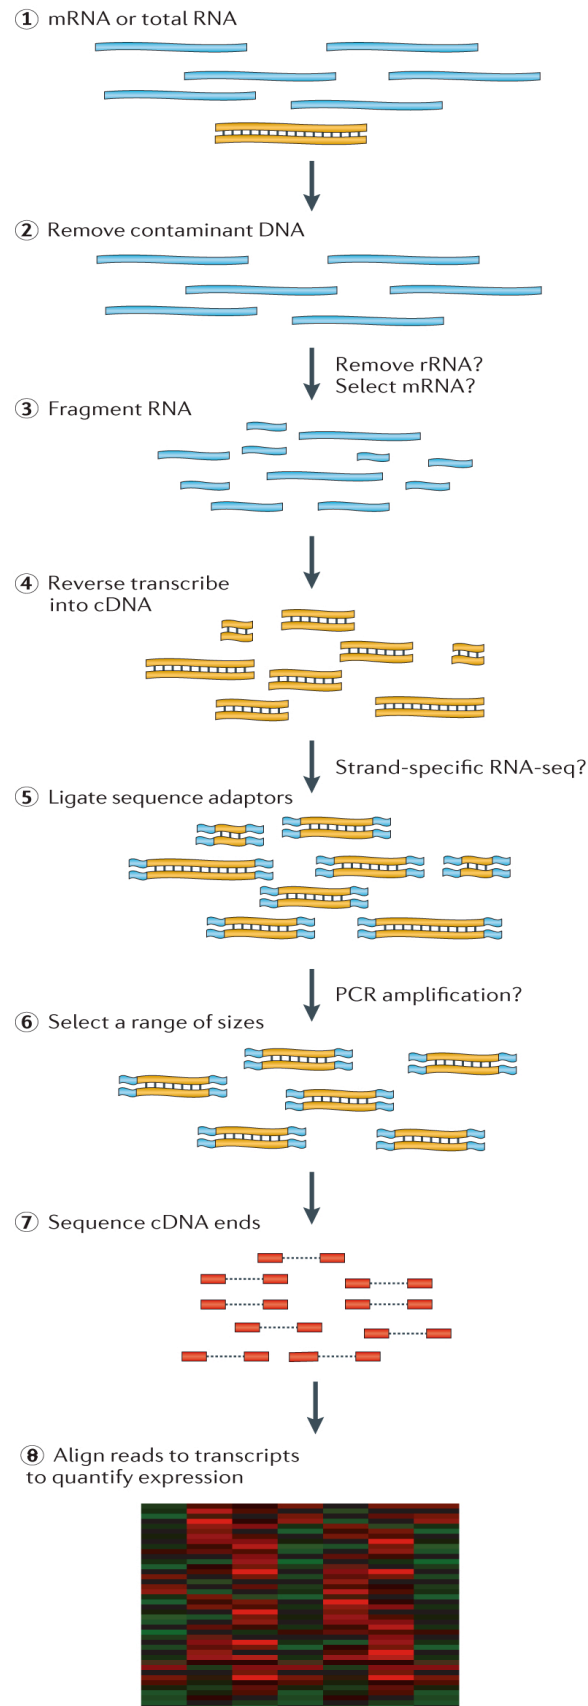 ① mRNA or total RNA
② Remove contaminant DNA
Remove rRNA?
Select mRNA?
③ Fragment RNA
④ Reverse transcribe
into cDNA
Strand-specific RNA-seq?
⑤ Ligate sequence adaptors
PCR amplification?
⑥ Select a range of sizes
⑦ Sequence cDNA ends
⑧ Align reads to transcripts
to quantify expression